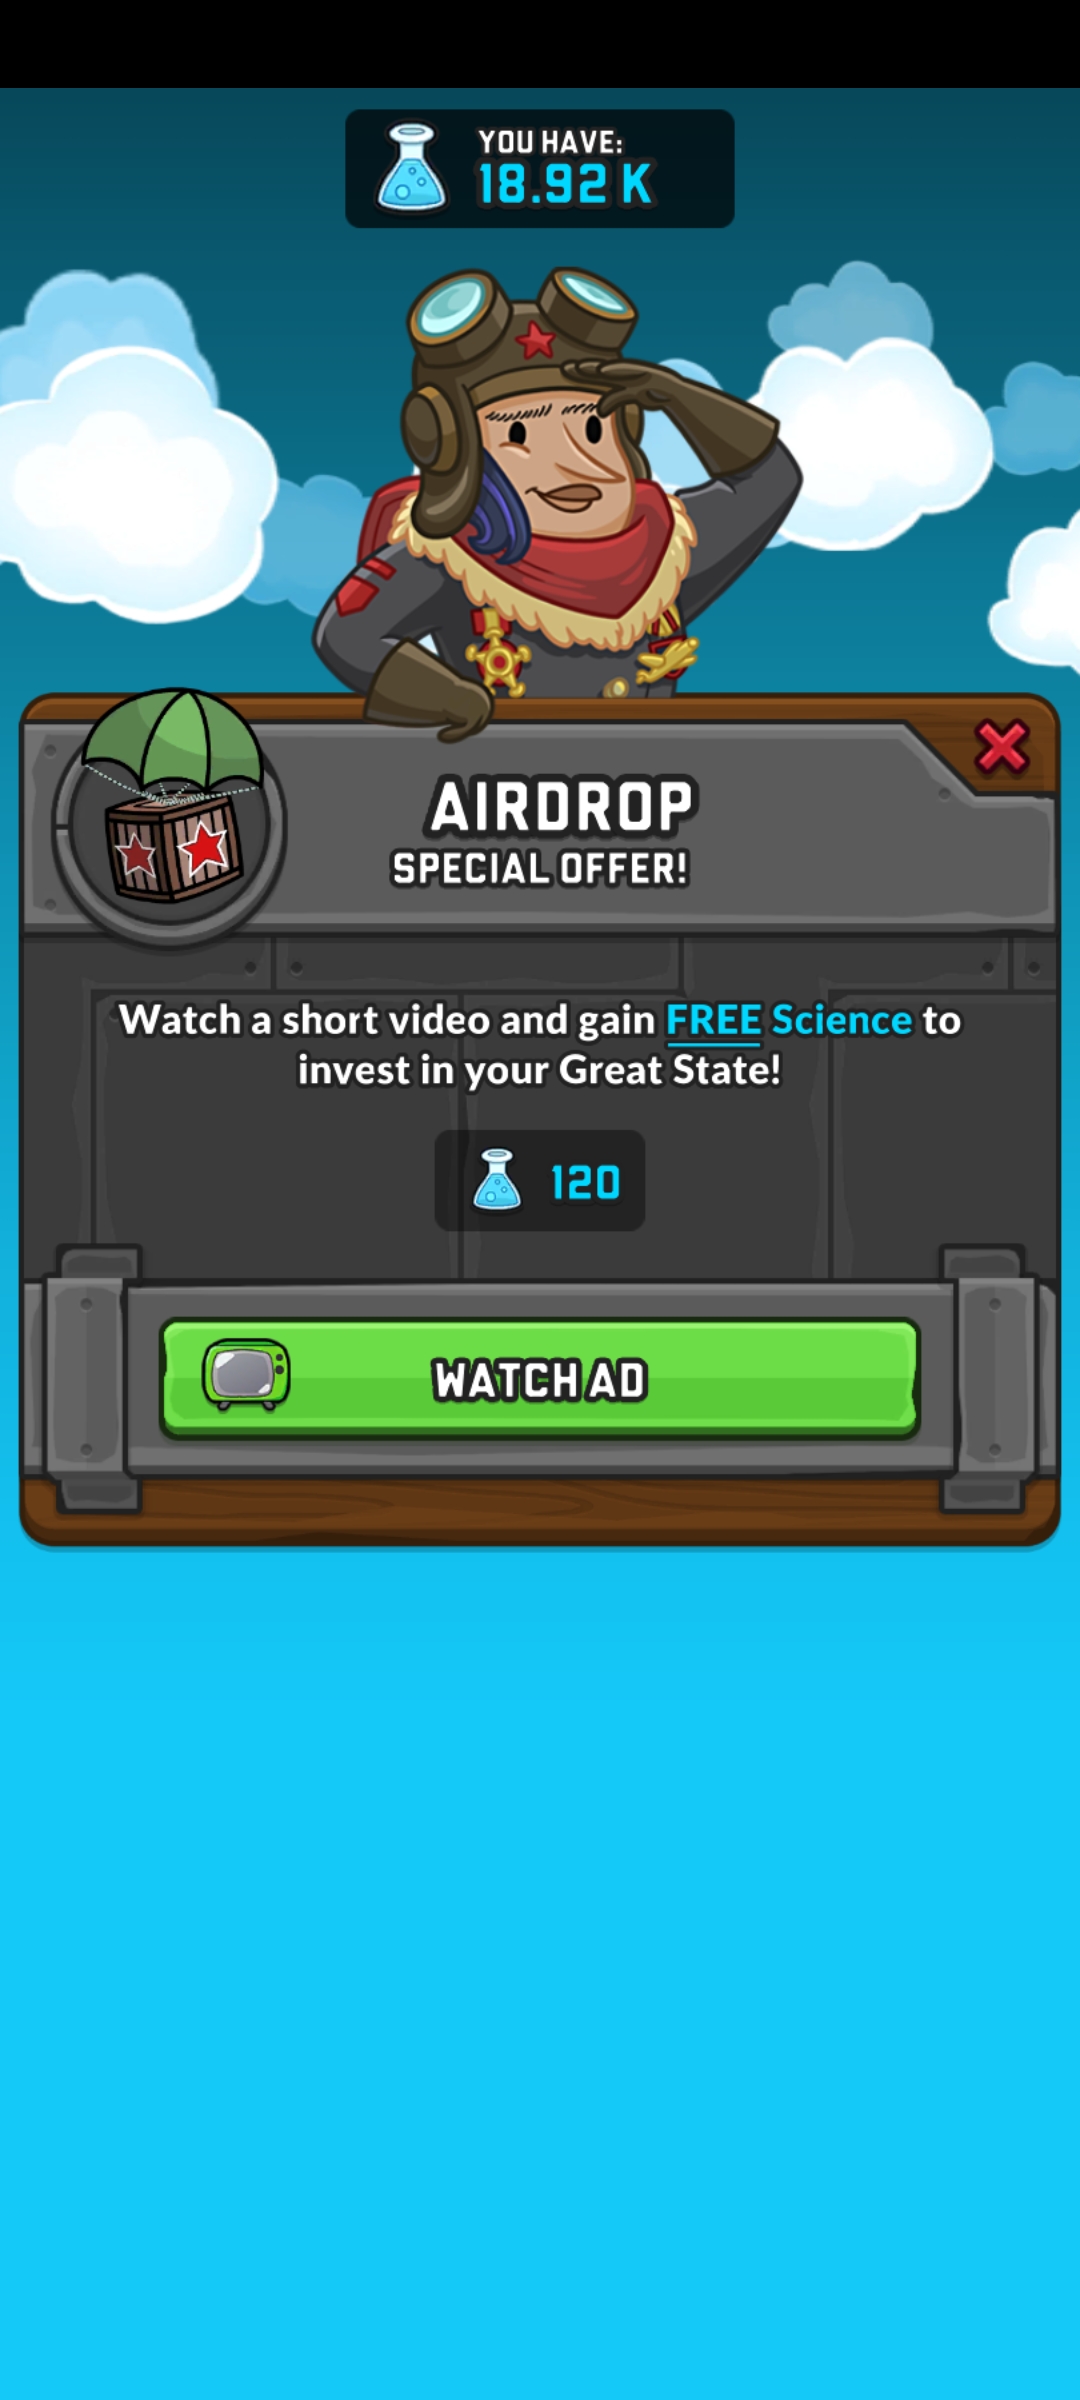 YOU HAVE:
18.92 K
AIRDROP
SPECIAL OFFER!
Watch a short video and gain FREE Science to
invest in your Great State!
120
WATCH AD